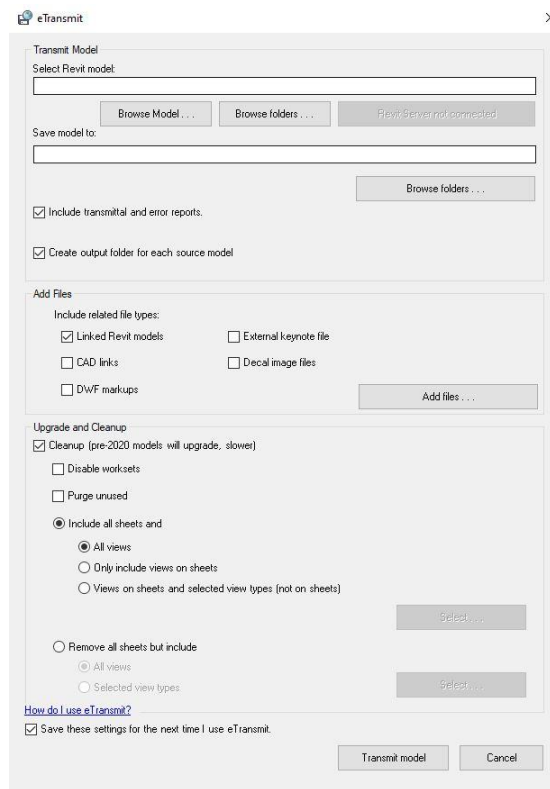 eTransmit
Transmit Model
Select Revit model:
Browse Model . . .
Browse folders . . .
Revit Server not connected
Save model to:
Browse folders . . .
Include transmittal and error reports.
Create output folder for each source model
Add Files
Include related file types:
Linked Revit models
External keynote file
CAD links
Decal image files
DWF markups
Add files . . .
Upgrade and Cleanup
Cleanup (pre-2020 models will upgrade, slower)
Disable worksets
Purge unused
Include all sheets and
All views
Only include views on sheets
Views on sheets and selected view types (not on sheets)
Select . . .
Remove all sheets but include
All views
Selected view types
Select . . .
How do I use eTransmit?
Save these settings for the next time I use eTransmit.
Transmit model
Cancel